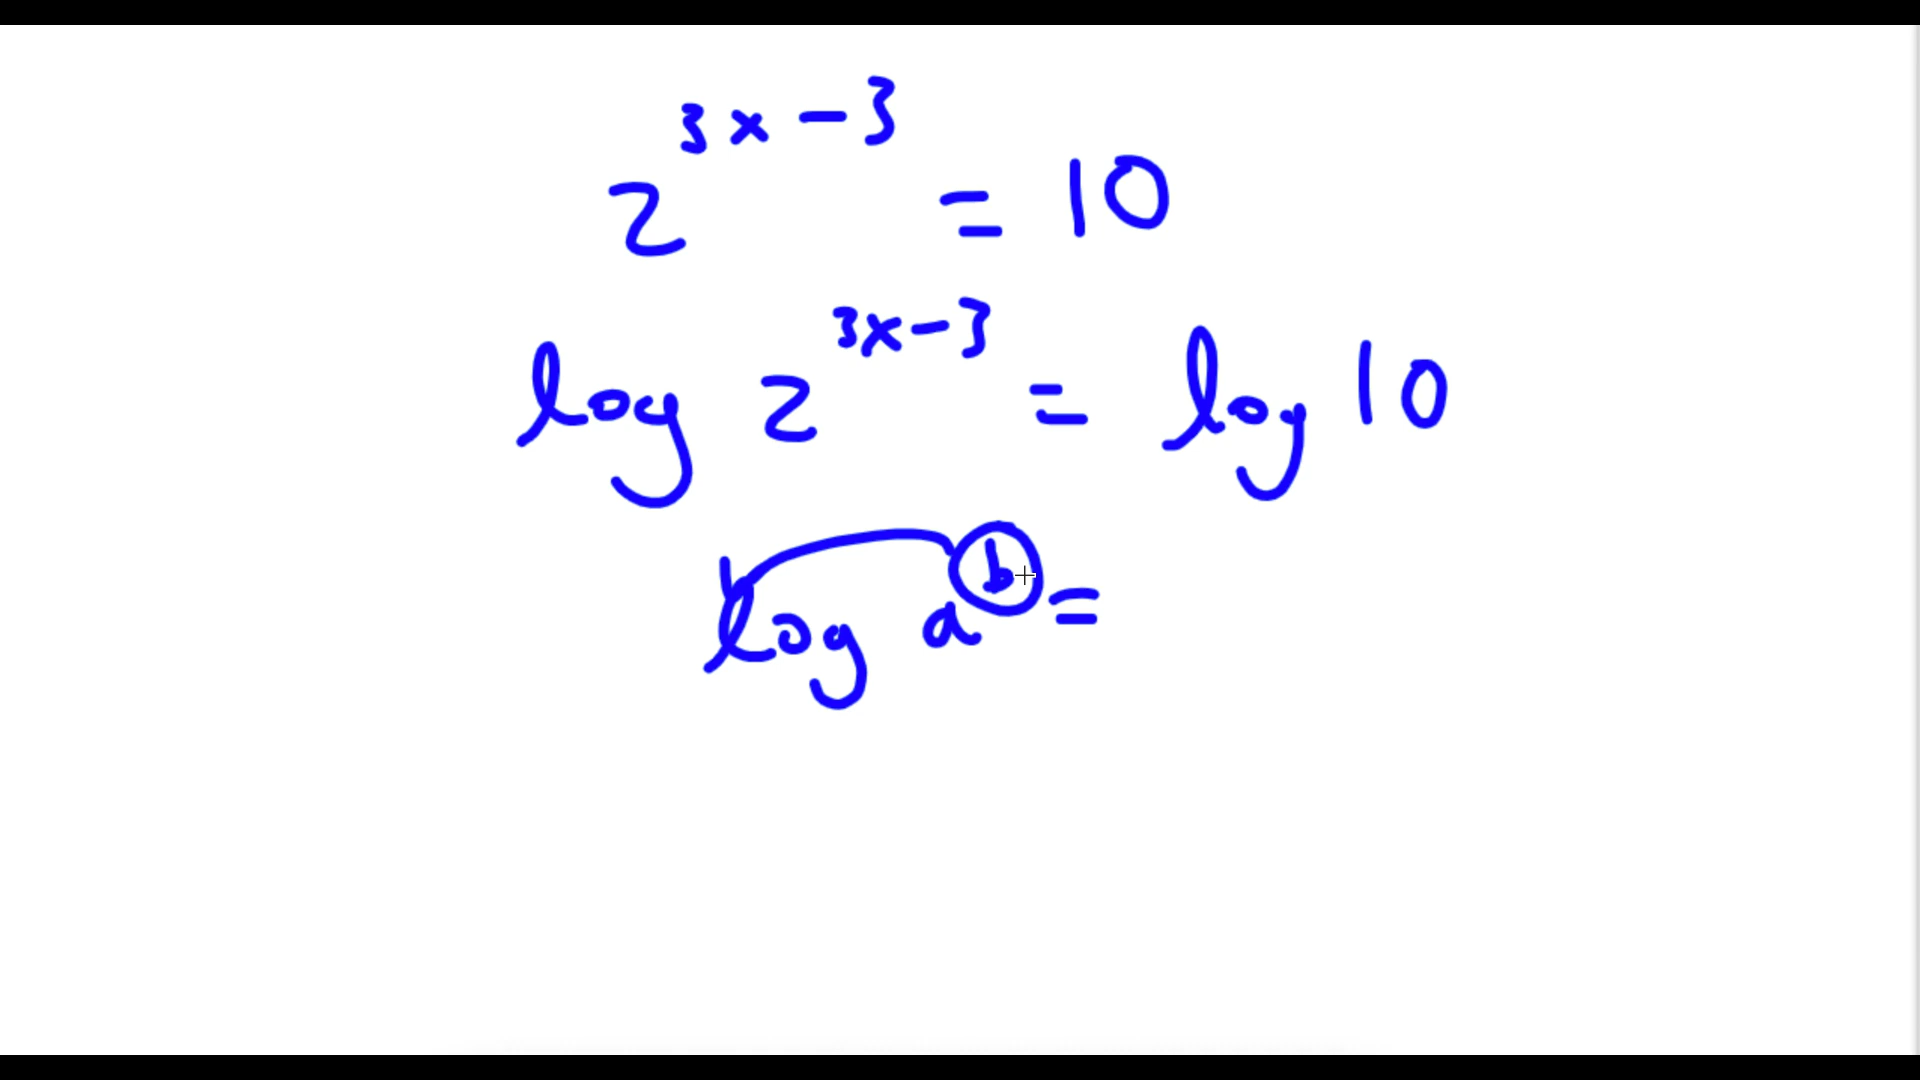 2^{3x-3} = 10
log 2^{3x-3} = log 10
log a^b =